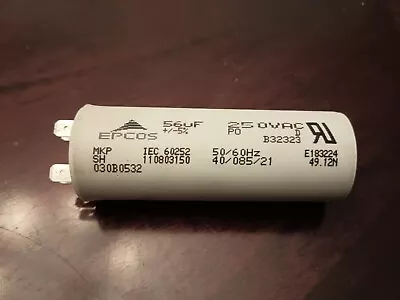 EPCOS 56uF 250VAC
+/-5% P0 D
B32323
MKP IEC 60252 50/60Hz E183224
SH 110803150 40/085/21 49.12N
030B0532